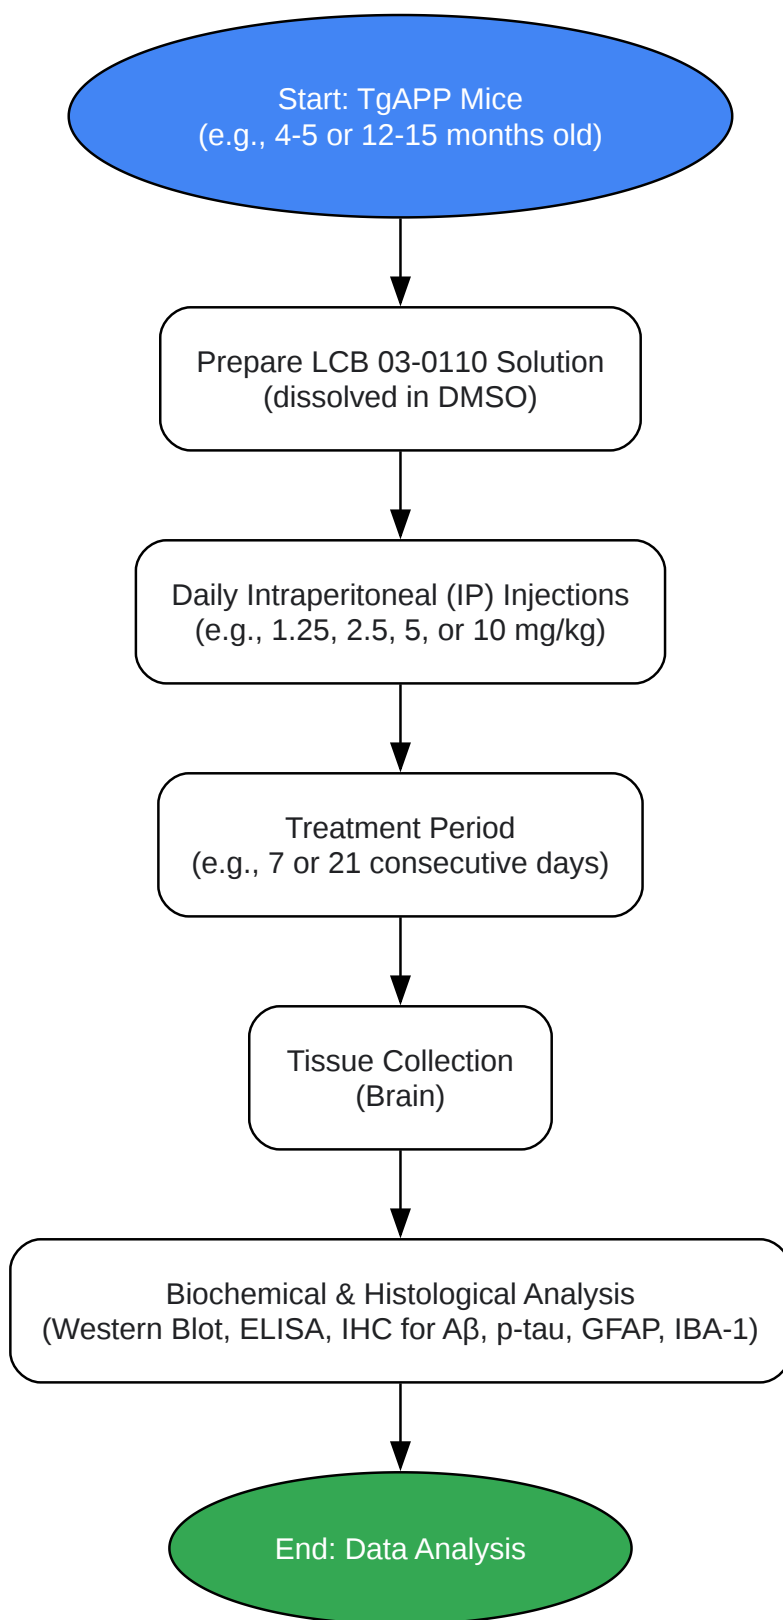 Start: TgAPP Mice
(e.g., 4-5 or 12-15 months old)
Prepare LCB 03-0110 Solution
(dissolved in DMSO)
Daily Intraperitoneal (IP) Injections
(e.g., 1.25, 2.5, 5, or 10 mg/kg)
Treatment Period
(e.g., 7 or 21 consecutive days)
Tissue Collection
(Brain)
Biochemical & Histological Analysis
(Western Blot, ELISA, IHC for Aβ, p-tau, GFAP, IBA-1)
End: Data Analysis